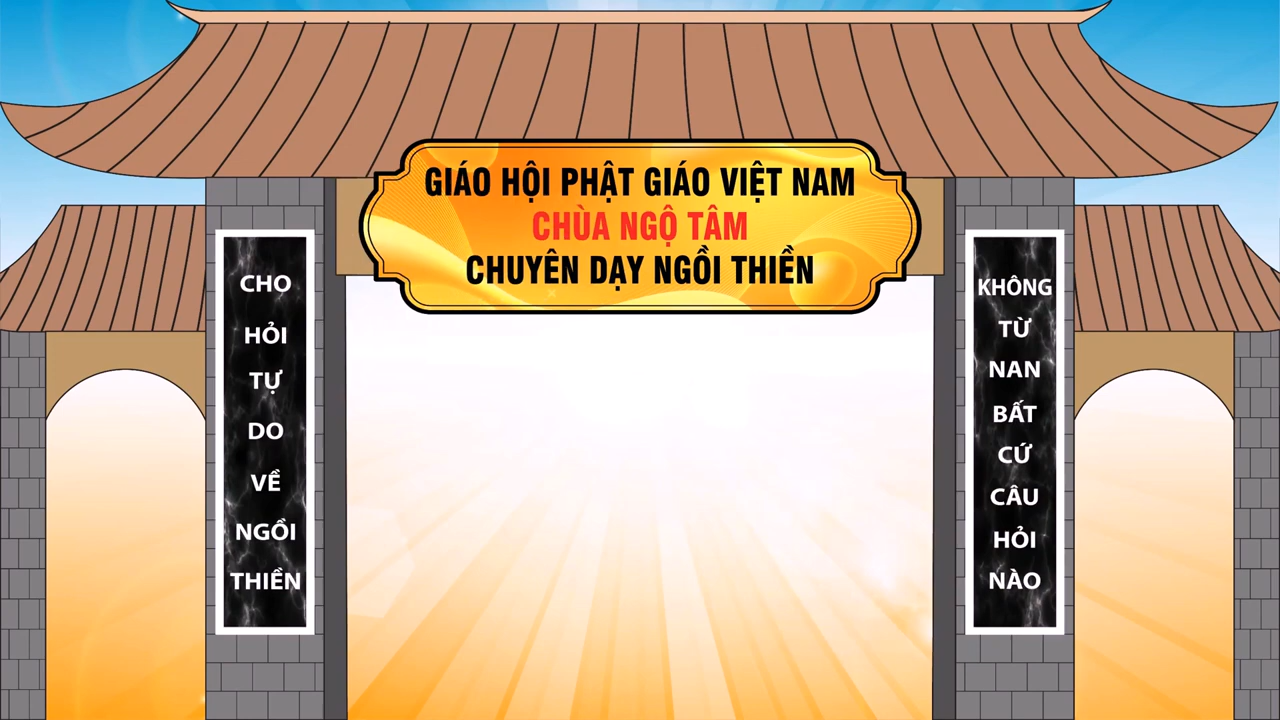 GIÁO HỘI PHẬT GIÁO VIỆT NAM
CHÙA NGỘ TÂM
CHUYÊN DẠY NGỒI THIỀN
CHO
HỎI
TỰ
DO
VỀ
NGỒI
THIỀN
KHÔNG
TỪ
NAN
BẤT
CỨ
CÂU
HỎI
NÀO